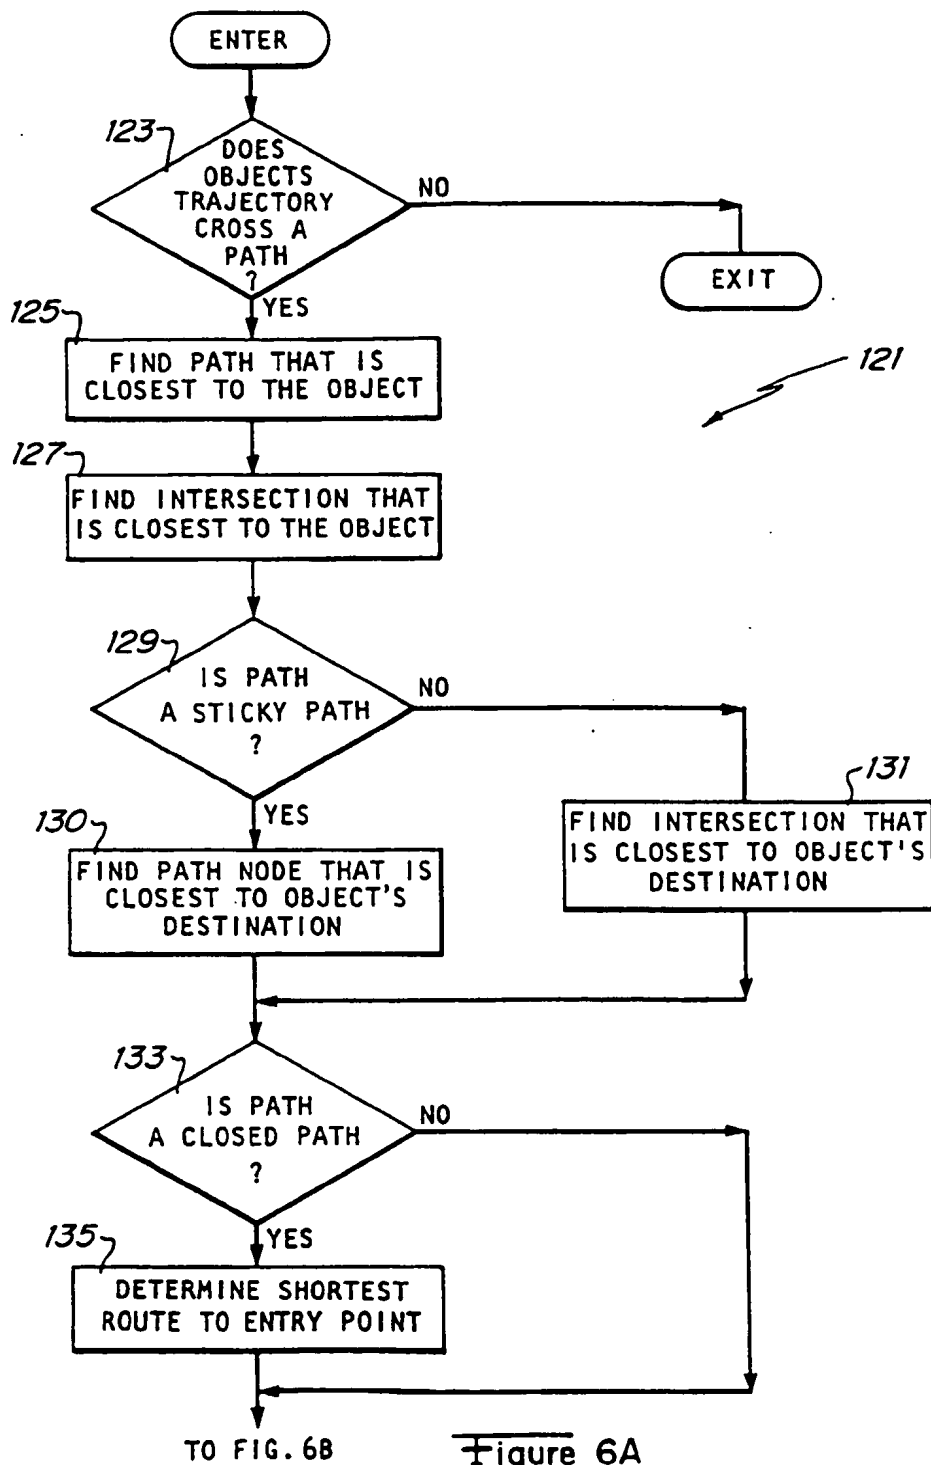 ENTER
123
DOES
OBJECTS
TRAJECTORY
CROSS A
PATH
?
NO
EXIT
YES
125
FIND PATH THAT IS
CLOSEST TO THE OBJECT
121
127
FIND INTERSECTION THAT
IS CLOSEST TO THE OBJECT
129
IS PATH
A STICKY PATH
?
NO
YES
131
FIND INTERSECTION THAT
IS CLOSEST TO OBJECT'S
DESTINATION
130
FIND PATH NODE THAT IS
CLOSEST TO OBJECT'S
DESTINATION
133
IS PATH
A CLOSED PATH
?
NO
YES
135
DETERMINE SHORTEST
ROUTE TO ENTRY POINT
TO FIG. 6B
Figure 6A